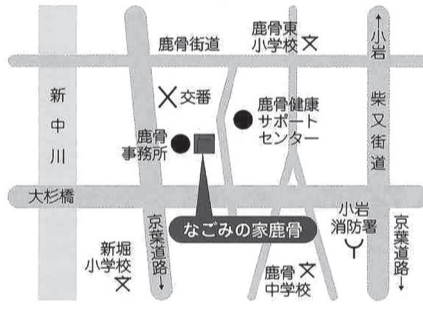 鹿骨街道
鹿骨東
小学校
↑小岩
新中川
交番
鹿骨健康
サポート
センター
柴又街道
鹿骨
事務所
大杉橋
なごみの家鹿骨
小岩
消防署
京葉道路→
京葉道路→
新堀
小学校
鹿骨
中学校